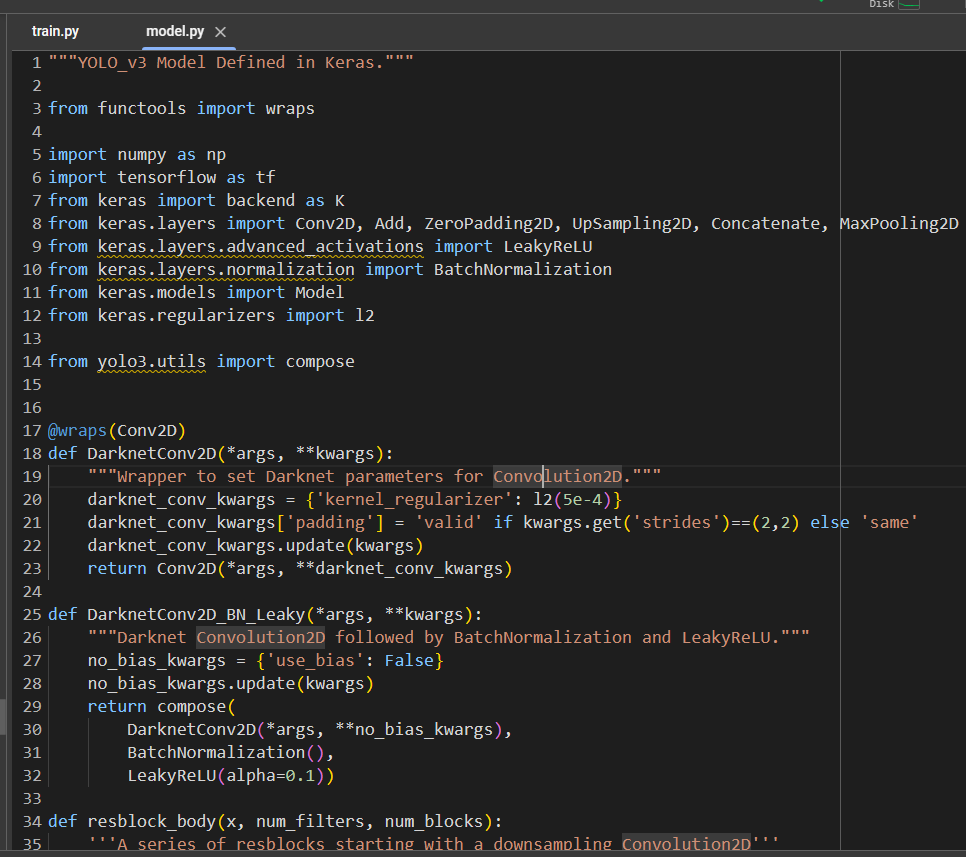 Disk
train.py model.py ×
1 """YOLO_v3 Model Defined in Keras."""
2
3 from functools import wraps
4
5 import numpy as np
6 import tensorflow as tf
7 from keras import backend as K
8 from keras.layers import Conv2D, Add, ZeroPadding2D, UpSampling2D, Concatenate, MaxPooling2D
9 from keras.layers.advanced_activations import LeakyReLU
10 from keras.layers.normalization import BatchNormalization
11 from keras.models import Model
12 from keras.regularizers import l2
13
14 from yolo3.utils import compose
15
16
17 @wraps(Conv2D)
18 def DarknetConv2D(*args, **kwargs):
19     """Wrapper to set Darknet parameters for Convolution2D."""
20     darknet_conv_kwargs = {'kernel_regularizer': l2(5e-4)}
21     darknet_conv_kwargs['padding'] = 'valid' if kwargs.get('strides')==(2,2) else 'same'
22     darknet_conv_kwargs.update(kwargs)
23     return Conv2D(*args, **darknet_conv_kwargs)
24
25 def DarknetConv2D_BN_Leaky(*args, **kwargs):
26     """Darknet Convolution2D followed by BatchNormalization and LeakyReLU."""
27     no_bias_kwargs = {'use_bias': False}
28     no_bias_kwargs.update(kwargs)
29     return compose(
30         DarknetConv2D(*args, **no_bias_kwargs),
31         BatchNormalization(),
32         LeakyReLU(alpha=0.1))
33
34 def resblock_body(x, num_filters, num_blocks):
35     '''A series of resblocks starting with a downsampling Convolution2D'''